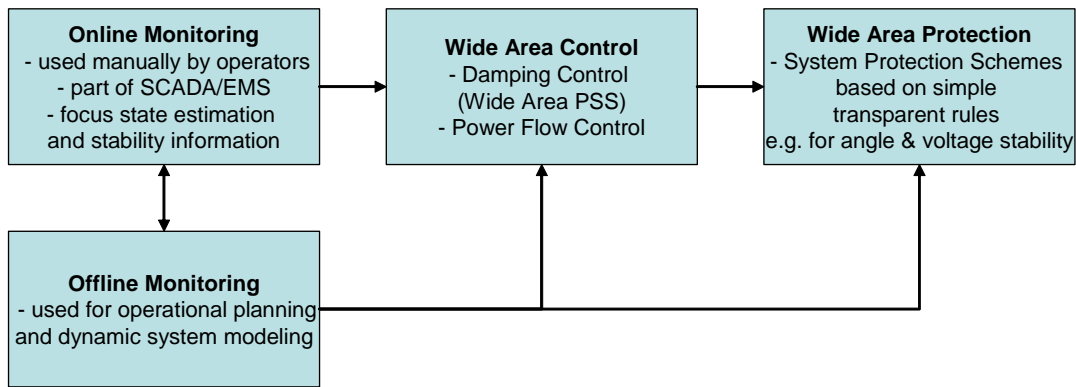 Online Monitoring
- used manually by operators
- part of SCADA/EMS
- focus state estimation
and stability information
Wide Area Control
- Damping Control
(Wide Area PSS)
- Power Flow Control
Wide Area Protection
- System Protection Schemes
based on simple
transparent rules
e.g. for angle & voltage stability
Offline Monitoring
- used for operational planning
and dynamic system modeling